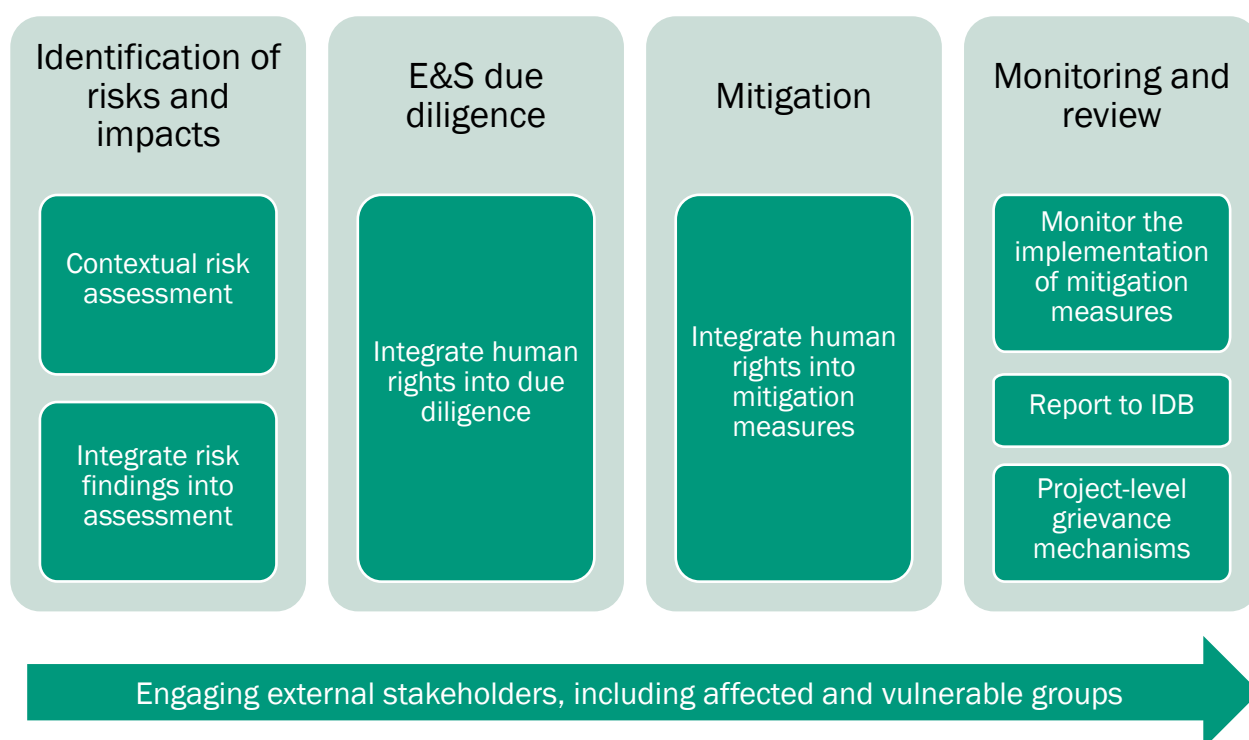 Identification of
risks and
impacts
Contextual risk
assessment
Integrate risk
findings into
assessment
E&S due
diligence
Integrate human
rights into due
diligence
Mitigation
Integrate human
rights into
mitigation
measures
Monitoring and
review
Monitor the
implementation
of mitigation
measures
Report to IDB
Project-level
grievance
mechanisms
Engaging external stakeholders, including affected and vulnerable groups